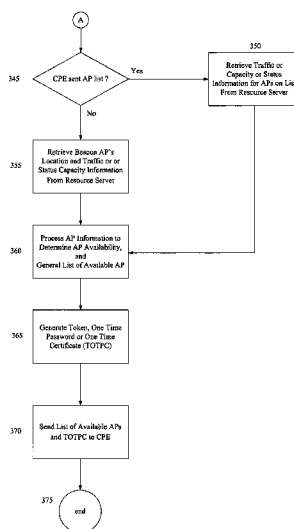 A
350
345
CPE sent AP list ?
Yes
Retrieve Traffic or
Capacity or Status
Information for APs on List
From Resource Server
No
355
Retrieve Beacon AP's
Location and Traffic or or
Status Capacity Information
From Resource Server
360
Process AP Information to
Determine AP Availability,
and
General List of Available AP
365
Generate Token, One Time
Password or One Time
Certificate (TOTPC)
370
Send List of Available APs
and TOTPC to CPE
375
end